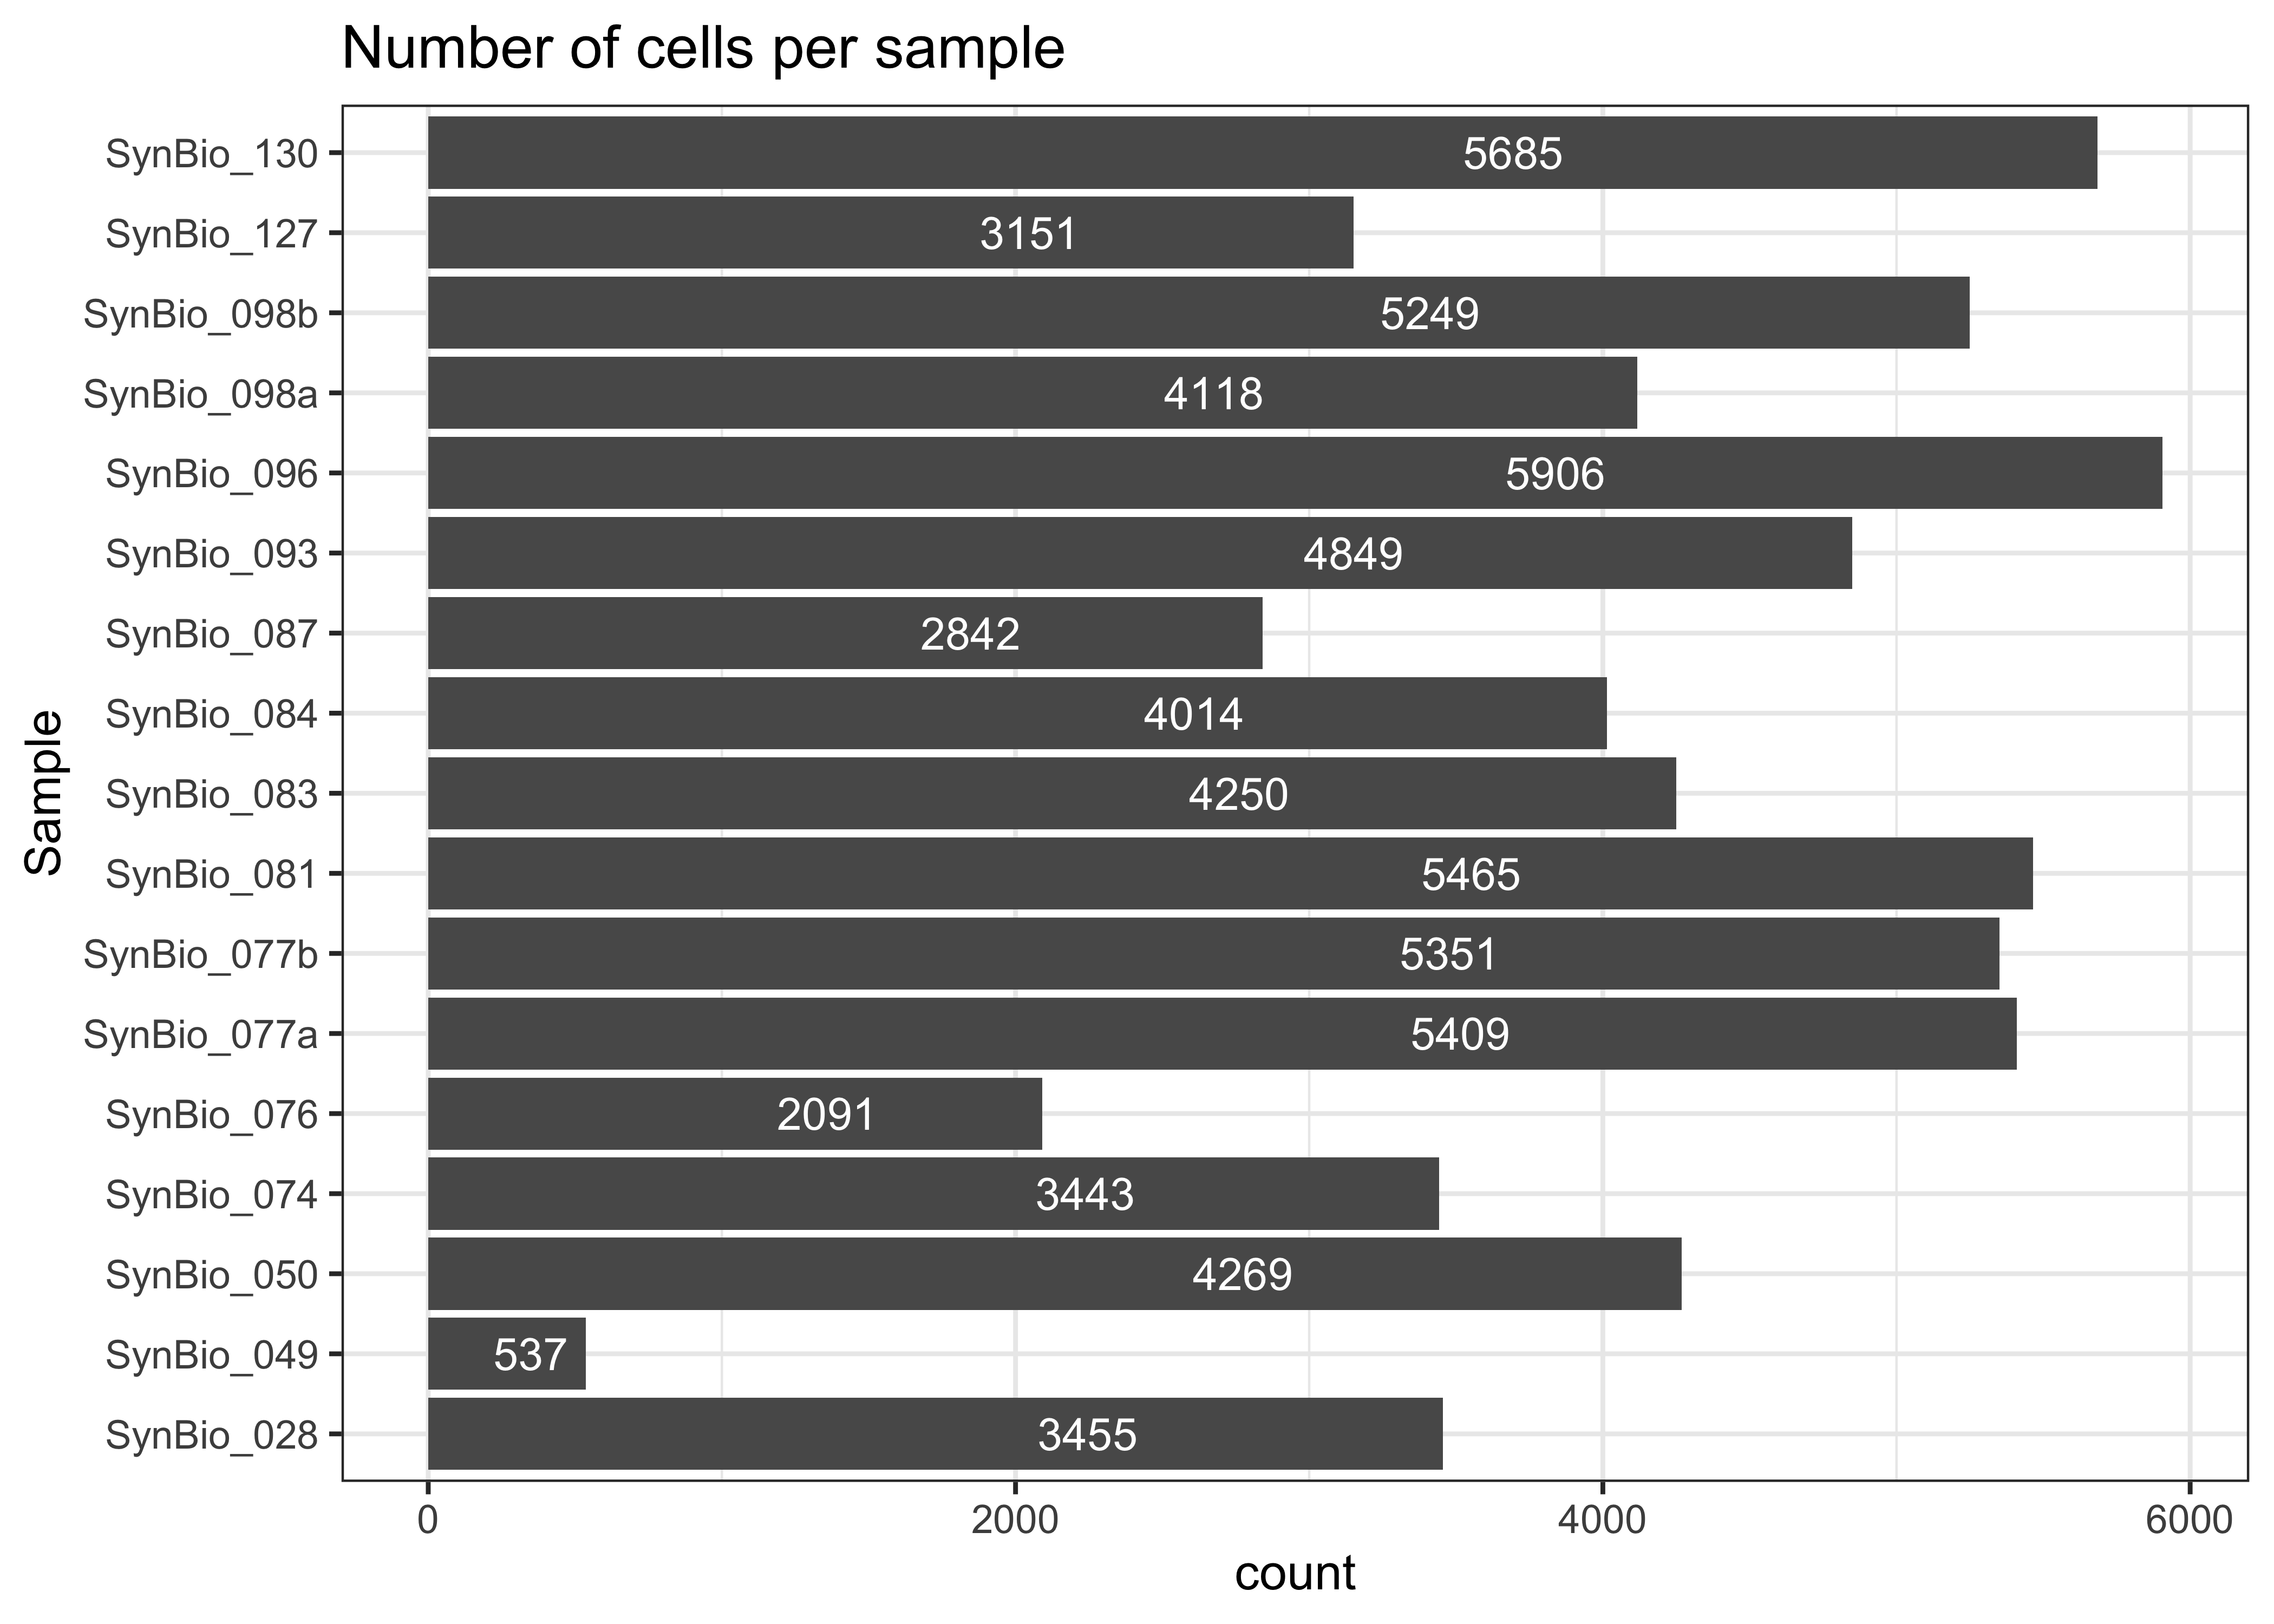 Number of cells per sample
SynBio_130 5685
SynBio_127 3151
SynBio_098b 5249
SynBio_098a 4118
SynBio_096 5906
SynBio_093 4849
SynBio_087 2842
SynBio_084 4014
SynBio_083 4250
SynBio_081 5465
SynBio_077b 5351
SynBio_077a 5409
SynBio_076 2091
SynBio_074 3443
SynBio_050 4269
SynBio_049 537
SynBio_028 3455
Sample
0 2000 4000 6000
count